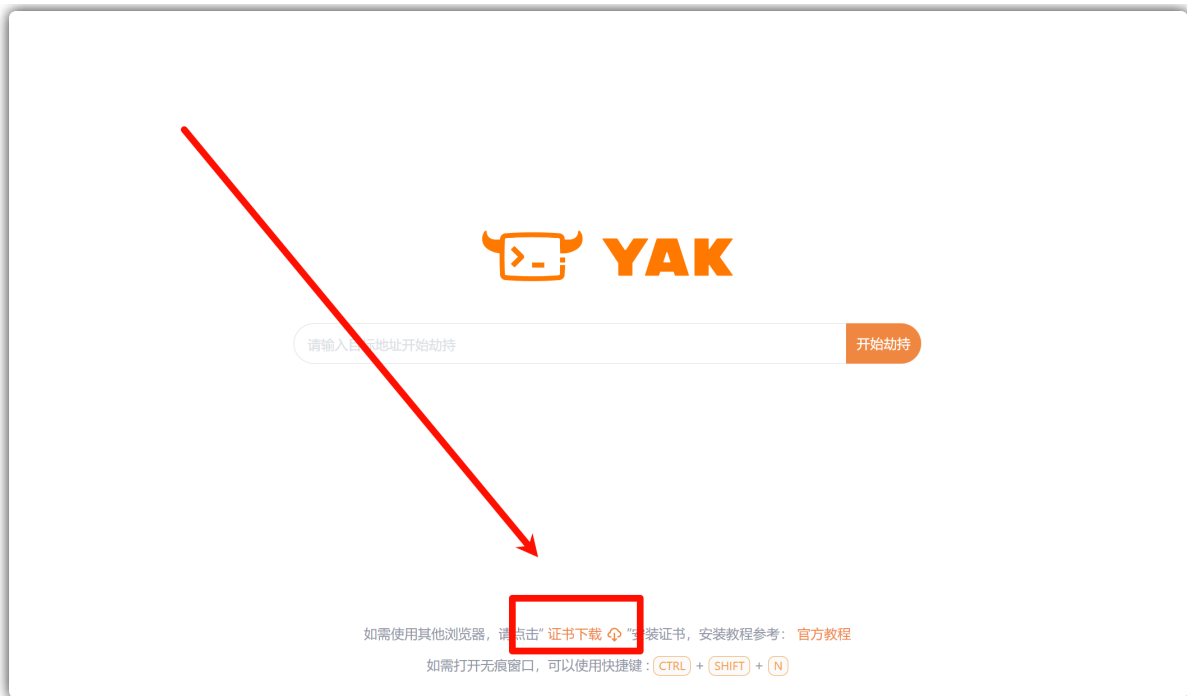 YAK
请输入目标地址开始劫持
开始劫持
如需使用其他浏览器，请点击“证书下载”安装证书，安装教程参考： 官方教程
如需打开无痕窗口，可以使用快捷键： CTRL + SHIFT + N